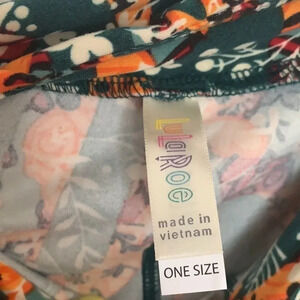 LuLaRoe
made in
vietnam
ONE SIZE